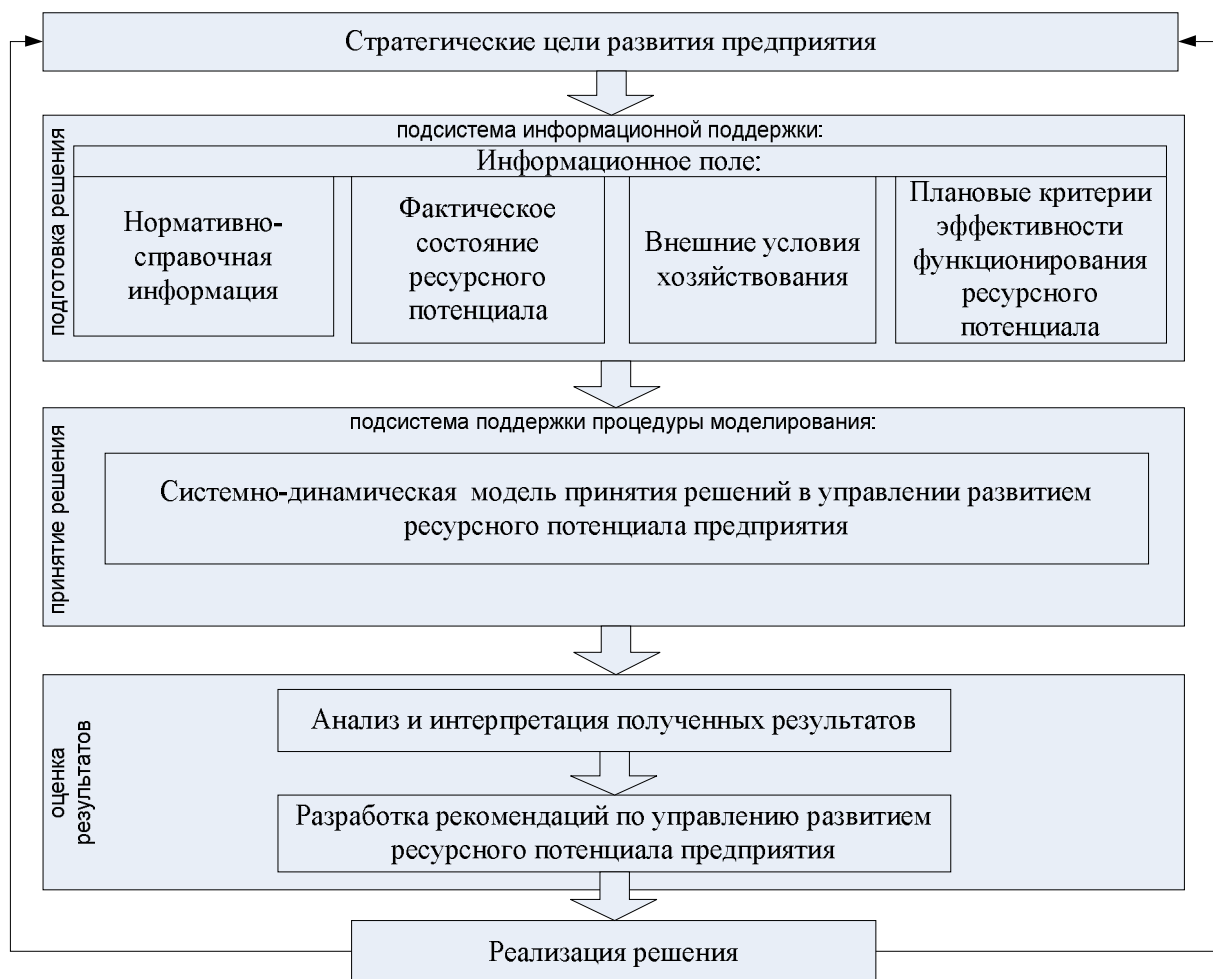 Стратегические цели развития предприятия
подготовка решения
подсистема информационной поддержки:
Информационное поле:
Нормативно-
справочная
информация
Фактическое
состояние
ресурсного
потенциала
Внешние условия
хозяйствования
Плановые критерии
эффективности
функционирования
ресурсного
потенциала
принятие решения
подсистема поддержки процедуры моделирования:
Системно-динамическая модель принятия решений в управлении развитием
ресурсного потенциала предприятия
оценка
результатов
Анализ и интерпретация полученных результатов
Разработка рекомендаций по управлению развитием
ресурсного потенциала предприятия
Реализация решения